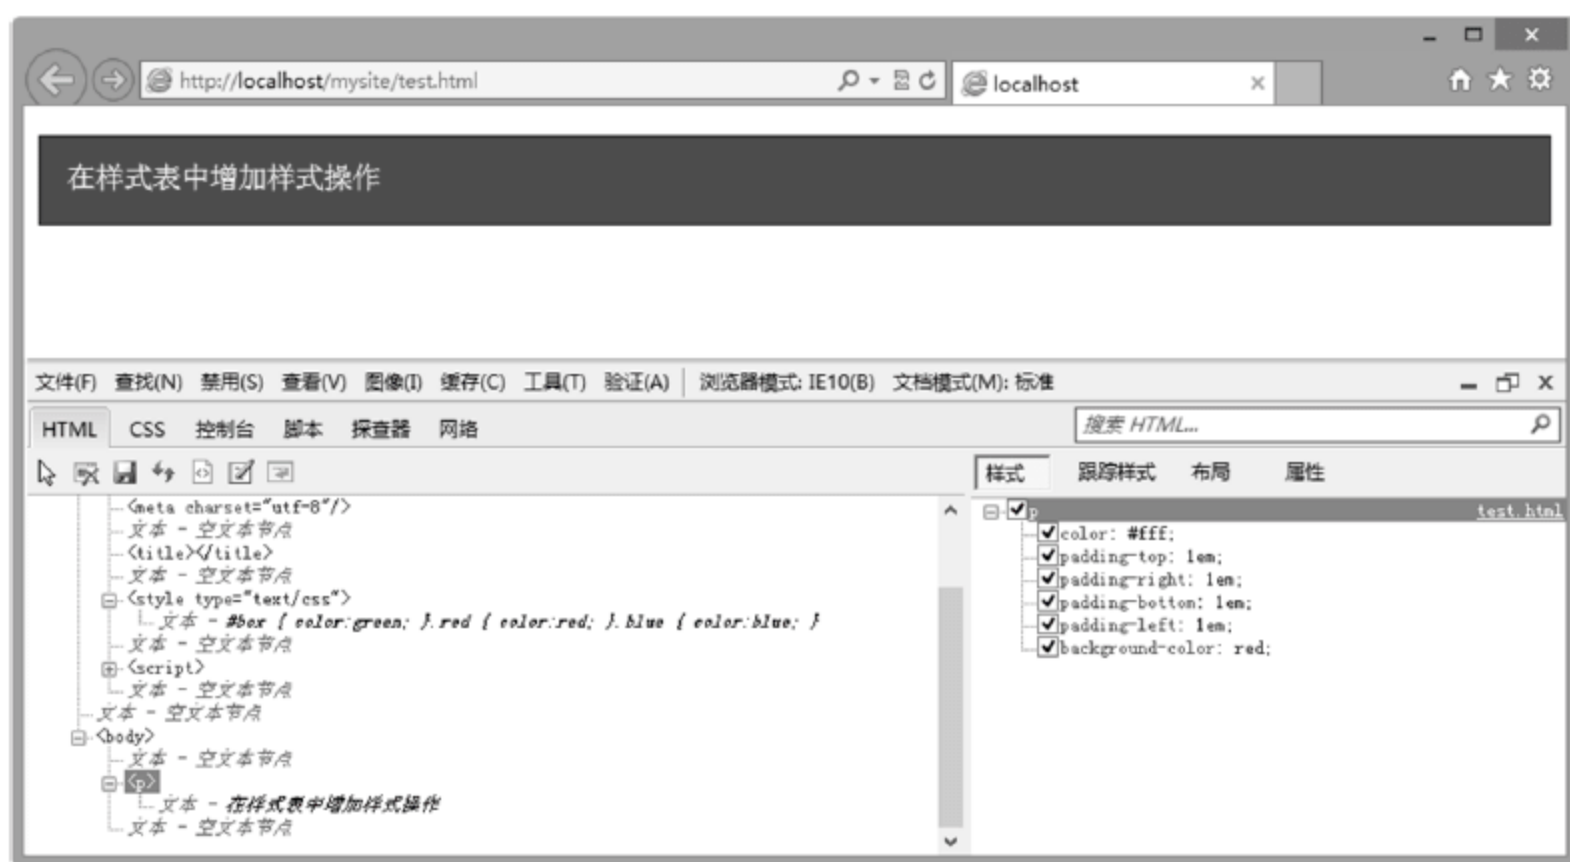 http://localhost/mysite/test.html
localhost
在样式表中增加样式操作
文件(F) 查找(N) 禁用(S) 查看(V) 图像(I) 缓存(C) 工具(T) 验证(A) 浏览器模式: IE10(B) 文档模式(M): 标准
HTML CSS 控制台 脚本 探查器 网络
搜索 HTML...
样式 跟踪样式 布局 属性
<meta charset="utf-8"/>
文本 - 空文本节点
<title></title>
文本 - 空文本节点
<style type="text/css">
文本 - #box { color:green; }.red { color:red; }.blue { color:blue; }
文本 - 空文本节点
<script>
文本 - 空文本节点
文本 - 空文本节点
<body>
文本 - 空文本节点
<p>
文本 - 在样式表中增加样式操作
文本 - 空文本节点
p test.html
color: #fff;
padding-top: 1em;
padding-right: 1em;
padding-bottom: 1em;
padding-left: 1em;
background-color: red;